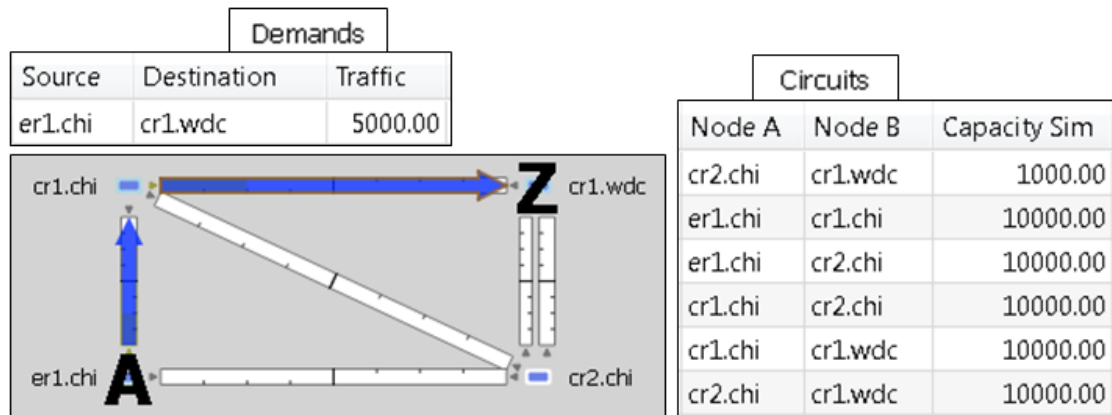 Demands
Source Destination Traffic
er1.chi cr1.wdc 5000.00
cr1.chi Z cr1.wdc
er1.chi A cr2.chi
Circuits
Node A Node B Capacity Sim
cr2.chi cr1.wdc 1000.00
er1.chi cr1.chi 10000.00
er1.chi cr2.chi 10000.00
cr1.chi cr2.chi 10000.00
cr1.chi cr1.wdc 10000.00
cr2.chi cr1.wdc 10000.00